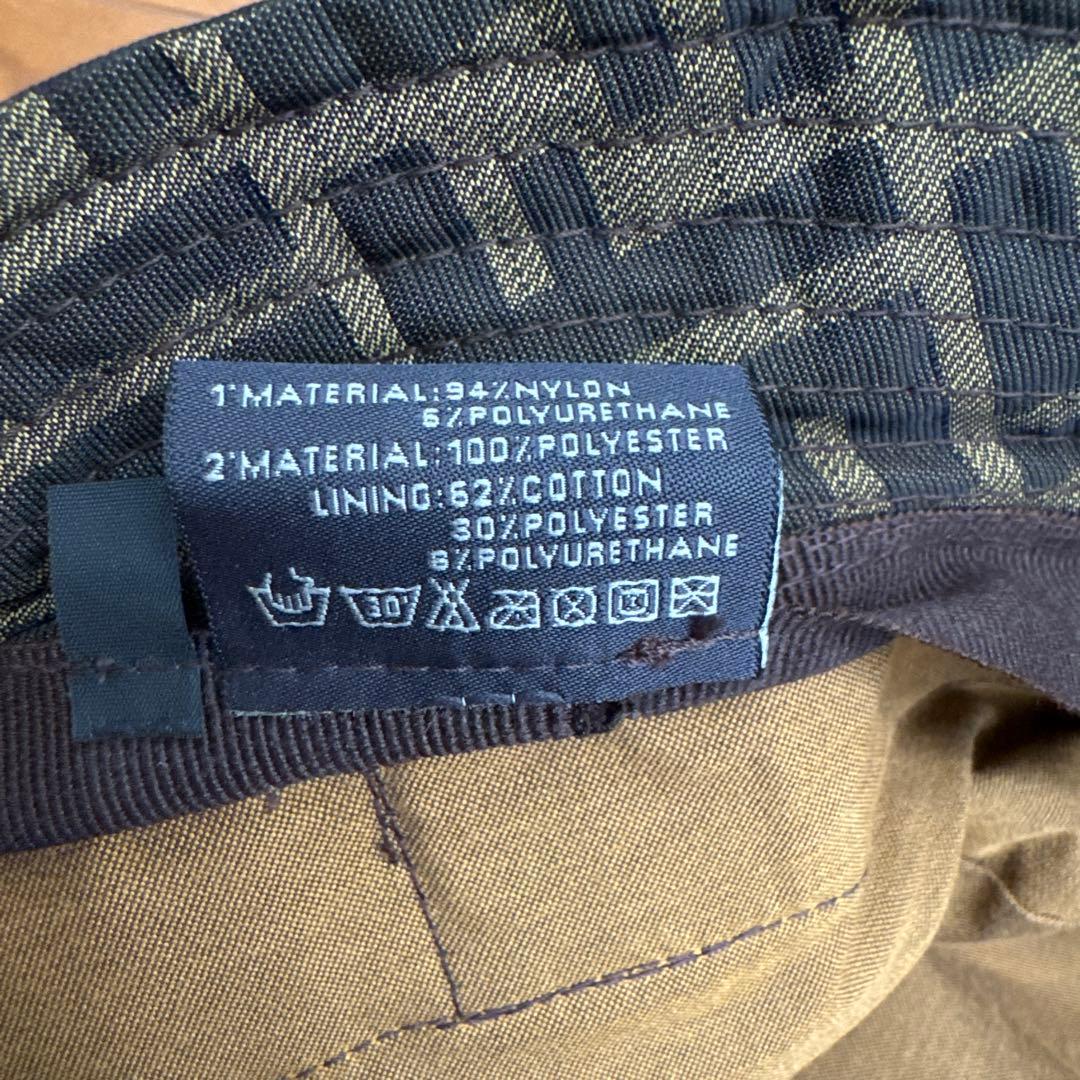 1°MATERIAL:94%NYLON
6%POLYURETHANE
2°MATERIAL:100%POLYESTER
LINING:62%COTTON
30%POLYESTER
8%POLYURETHANE
30°